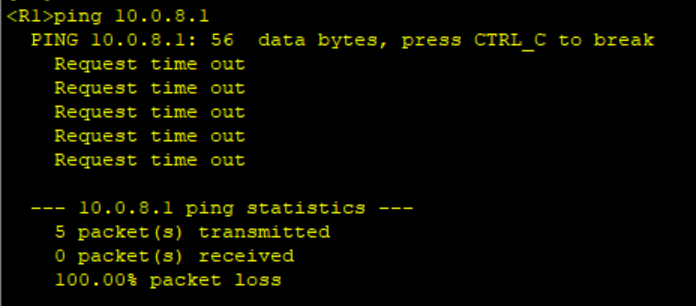 <R1>ping 10.0.8.1
PING 10.0.8.1: 56  data bytes, press CTRL_C to break
Request time out
Request time out
Request time out
Request time out
Request time out
--- 10.0.8.1 ping statistics ---
5 packet(s) transmitted
0 packet(s) received
100.00% packet loss